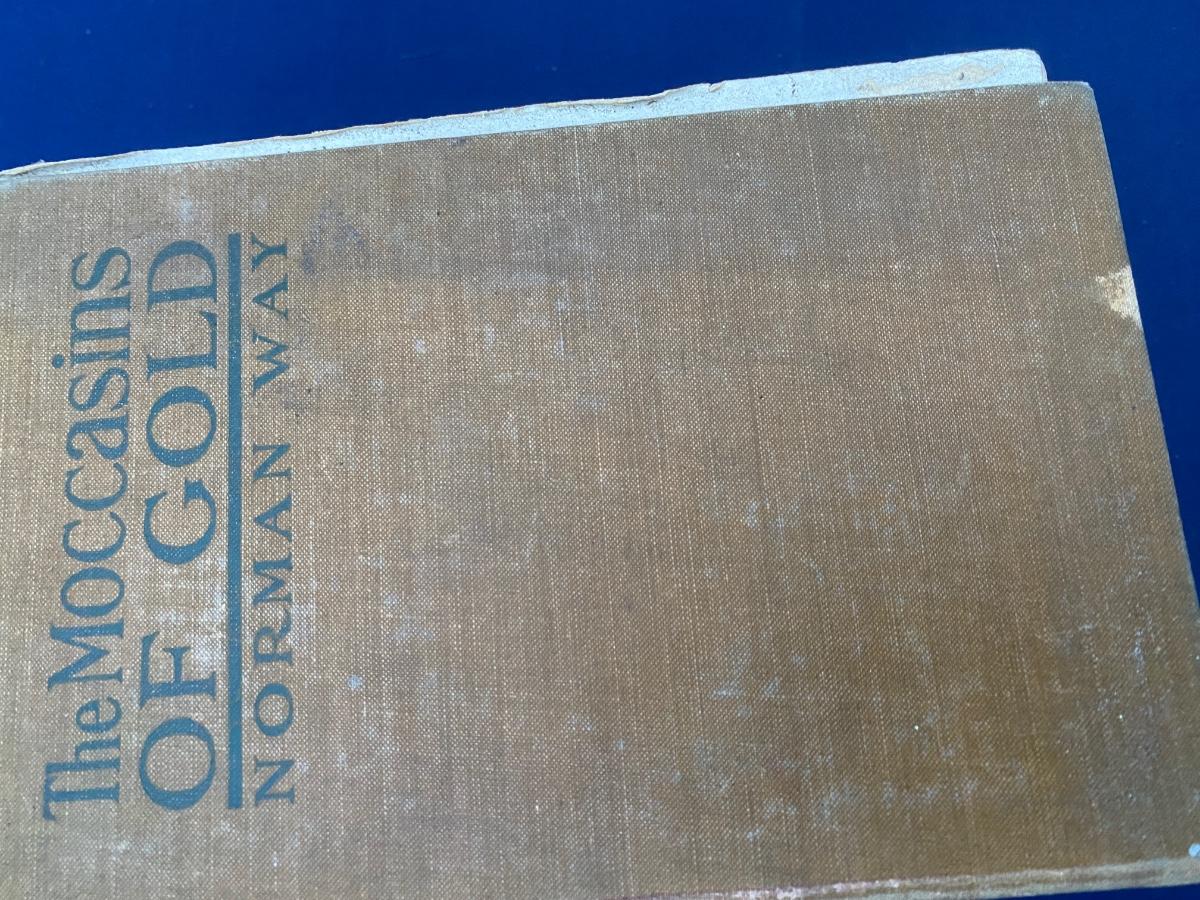 The Moccasins
OF GOLD
NORMAN WAY